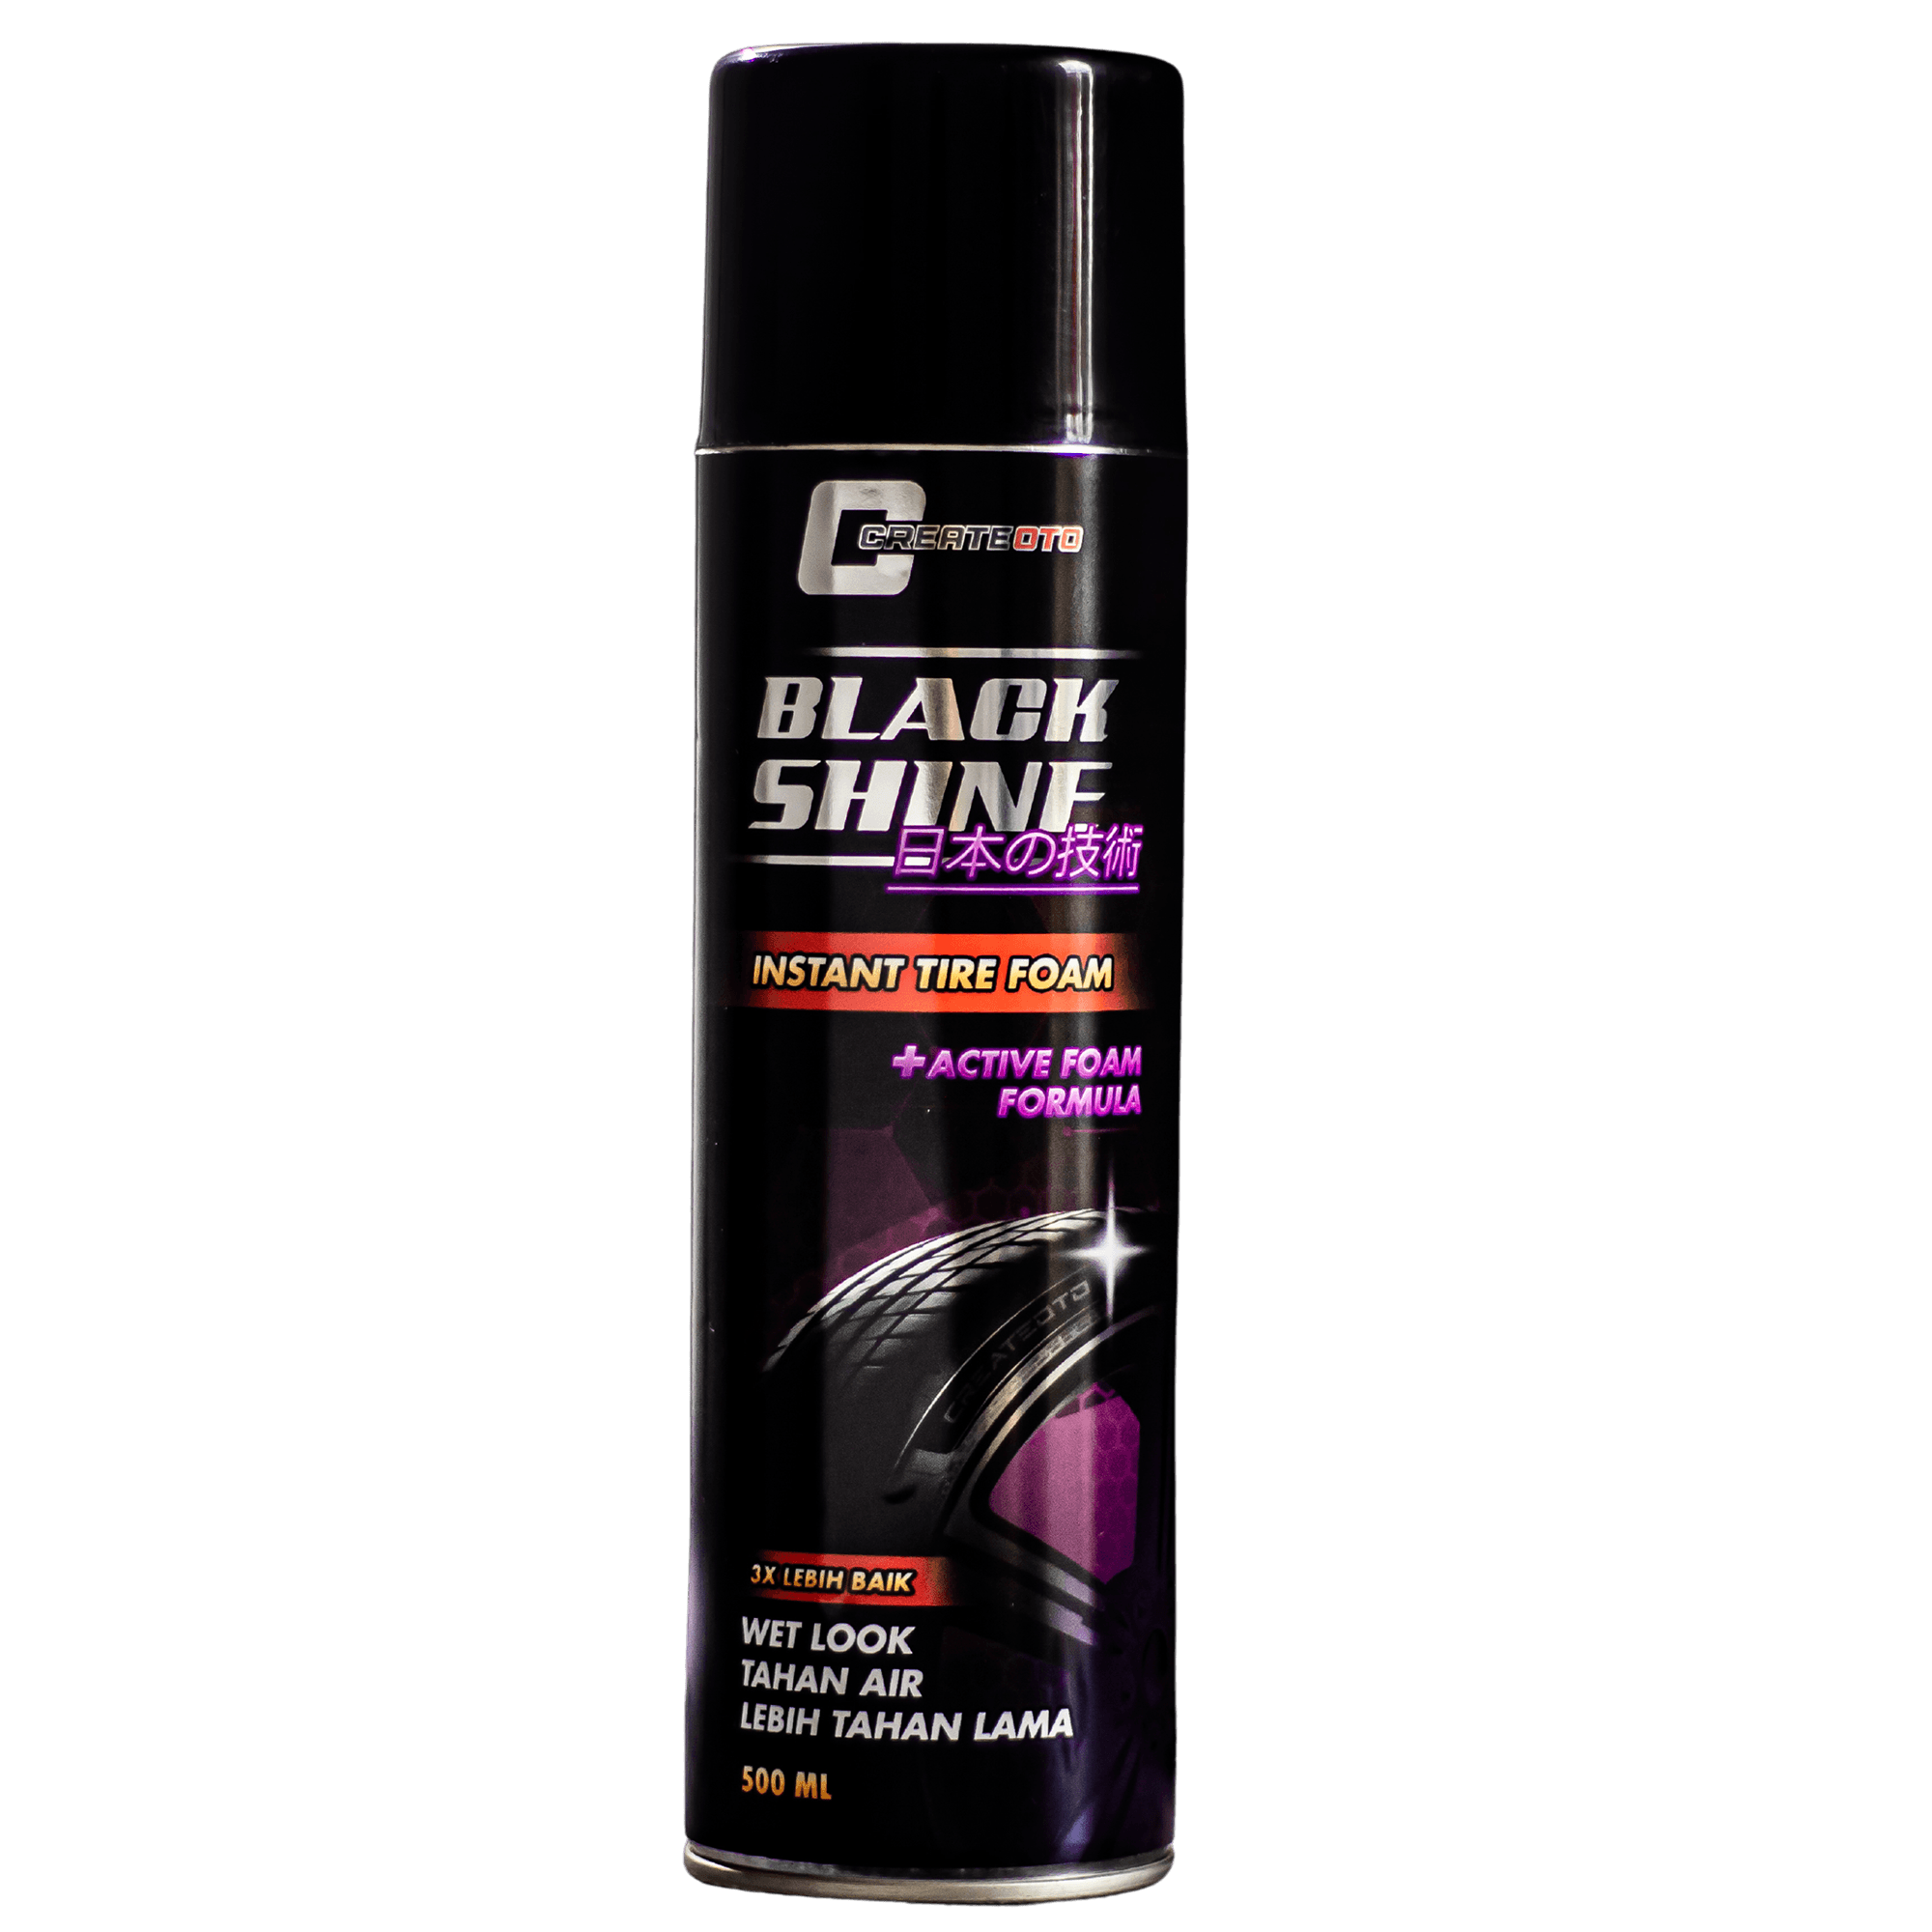 CREATEOTO
BLACK
SHINE
日本の技術
INSTANT TIRE FOAM
+ACTIVE FOAM
FORMULA
CREATEOTO
3X LEBIH BAIK
WET LOOK
TAHAN AIR
LEBIH TAHAN LAMA
500 ML